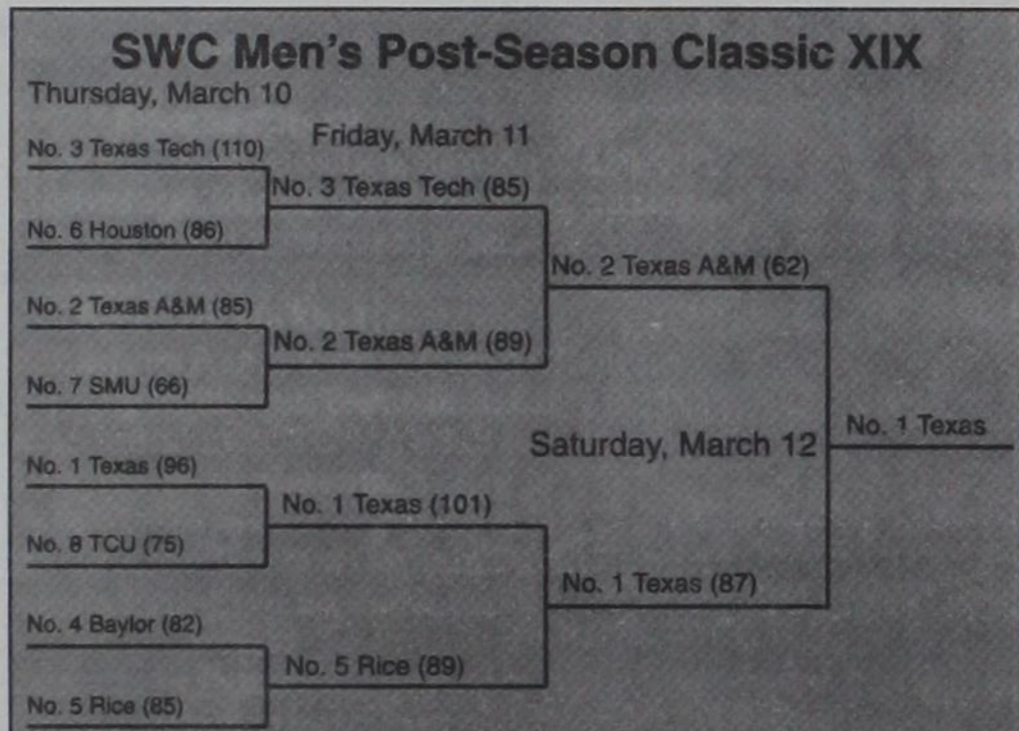 SWC Men's Post-Season Classic XIX
Thursday, March 10
Friday, March 11
No. 3 Texas Tech (110)
No. 3 Texas Tech (85)
No. 6 Houston (86)
No. 2 Texas A&M (62)
No. 2 Texas A&M (85)
No. 2 Texas A&M (89)
No. 7 SMU (66)
No. 1 Texas
Saturday, March 12
No. 1 Texas (96)
No. 1 Texas (101)
No. 8 TCU (75)
No. 1 Texas (87)
No. 4 Baylor (82)
No. 5 Rice (89)
No. 5 Rice (85)